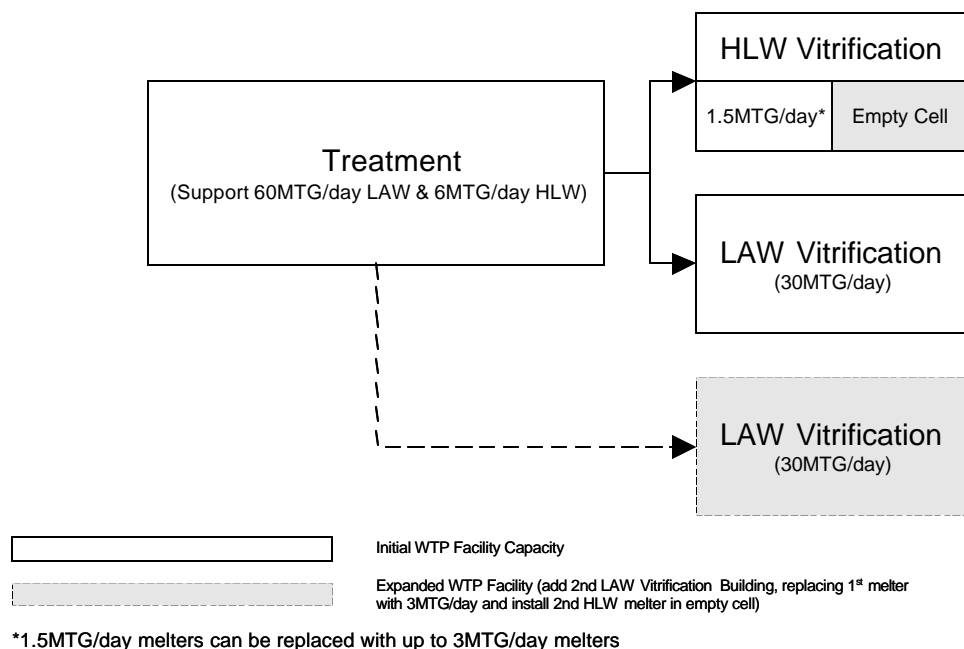 HLW Vitrification
1.5MTG/day*
Empty Cell
Treatment
(Support 60MTG/day LAW & 6MTG/day HLW)
LAW Vitrification
(30MTG/day)
LAW Vitrification
(30MTG/day)
Initial WTP Facility Capacity
Expanded WTP Facility (add 2nd LAW Vitrification Building, replacing 1st melter
with 3MTG/day and install 2nd HLW melter in empty cell)
*1.5MTG/day melters can be replaced with up to 3MTG/day melters